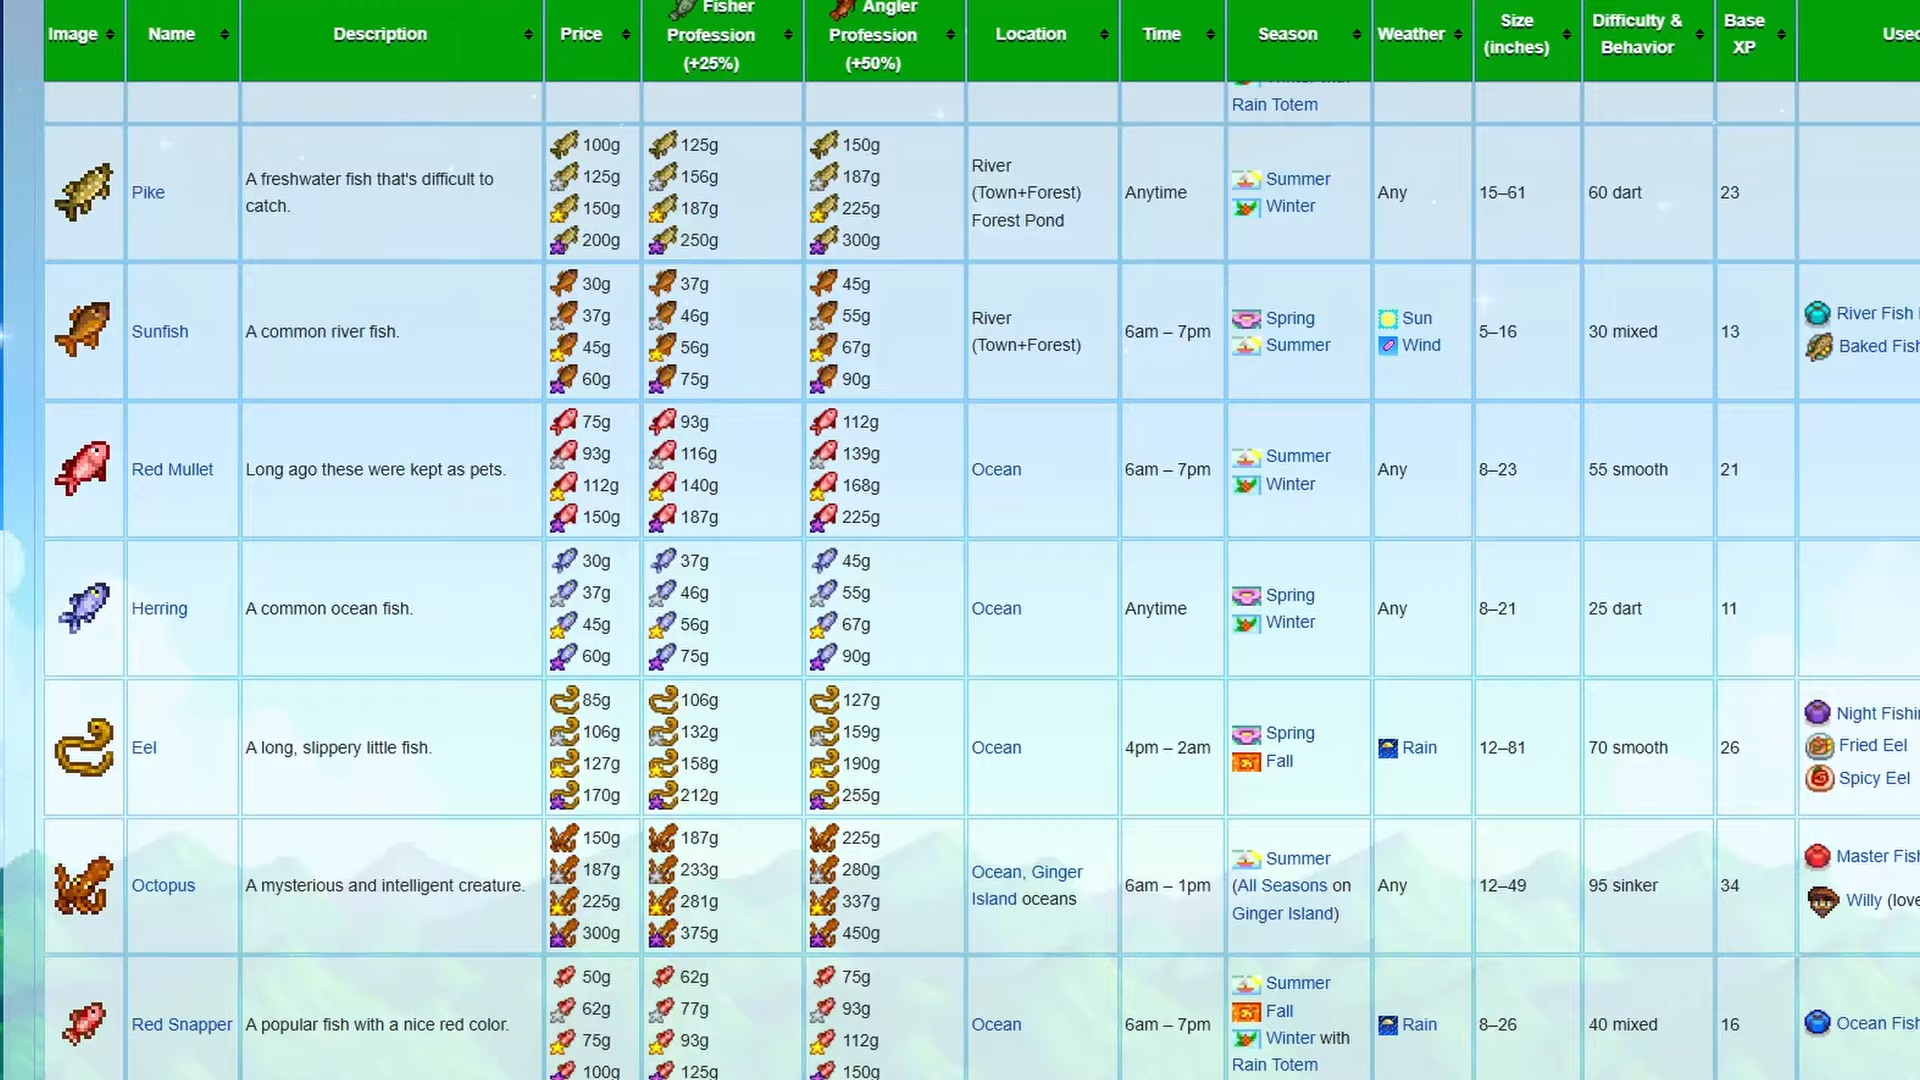 Image
Name
Description
Price
Fisher
Profession
(+25%)
Angler
Profession
(+50%)
Location
Time
Season
Weather
Size
(inches)
Difficulty &
Behavior
Base
XP
Rain Totem
Pike
A freshwater fish that's difficult to
catch.
100g
125g
150g
200g
125g
156g
187g
250g
150g
187g
225g
300g
River
(Town+Forest)
Forest Pond
Anytime
Summer
Winter
Any
15–61
60 dart
23
Sunfish
A common river fish.
30g
37g
45g
60g
37g
46g
56g
75g
45g
55g
67g
90g
River
(Town+Forest)
6am – 7pm
Spring
Summer
Sun
Wind
5–16
30 mixed
13
River Fish
Baked Fish
Red Mullet
Long ago these were kept as pets.
75g
93g
112g
150g
93g
116g
140g
187g
112g
139g
168g
225g
Ocean
6am – 7pm
Summer
Winter
Any
8–23
55 smooth
21
Herring
A common ocean fish.
30g
37g
45g
60g
37g
46g
56g
75g
45g
55g
67g
90g
Ocean
Anytime
Spring
Winter
Any
8–21
25 dart
11
Eel
A long, slippery little fish.
85g
106g
127g
170g
106g
132g
158g
212g
127g
159g
190g
255g
Ocean
4pm – 2am
Spring
Fall
Rain
12–81
70 smooth
26
Night
Fried Eel
Spicy Eel
Octopus
A mysterious and intelligent creature.
150g
187g
225g
300g
187g
233g
281g
375g
225g
280g
337g
450g
Ocean, Ginger
Island oceans
6am – 1pm
Summer
(All Seasons on
Ginger Island)
Any
12–49
95 sinker
34
Master
Willy
Red Snapper
A popular fish with a nice red color.
50g
62g
75g
100g
62g
77g
93g
125g
75g
93g
112g
150g
Ocean
6am – 7pm
Summer
Fall
Winter with
Rain Totem
Rain
8–26
40 mixed
16
Ocean